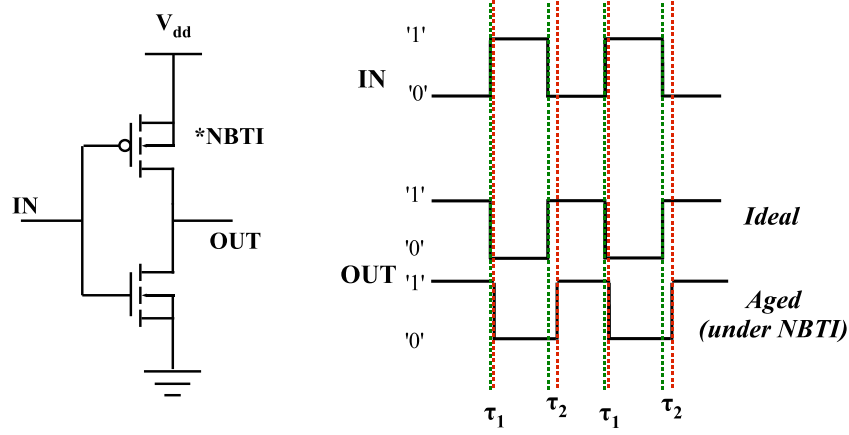 V_dd
*NBTI
IN
OUT
'1'
IN
'0'
'1'
Ideal
'0'
OUT
'1'
Aged
(under NBTI)
'0'
τ₁ τ₂ τ₁ τ₂